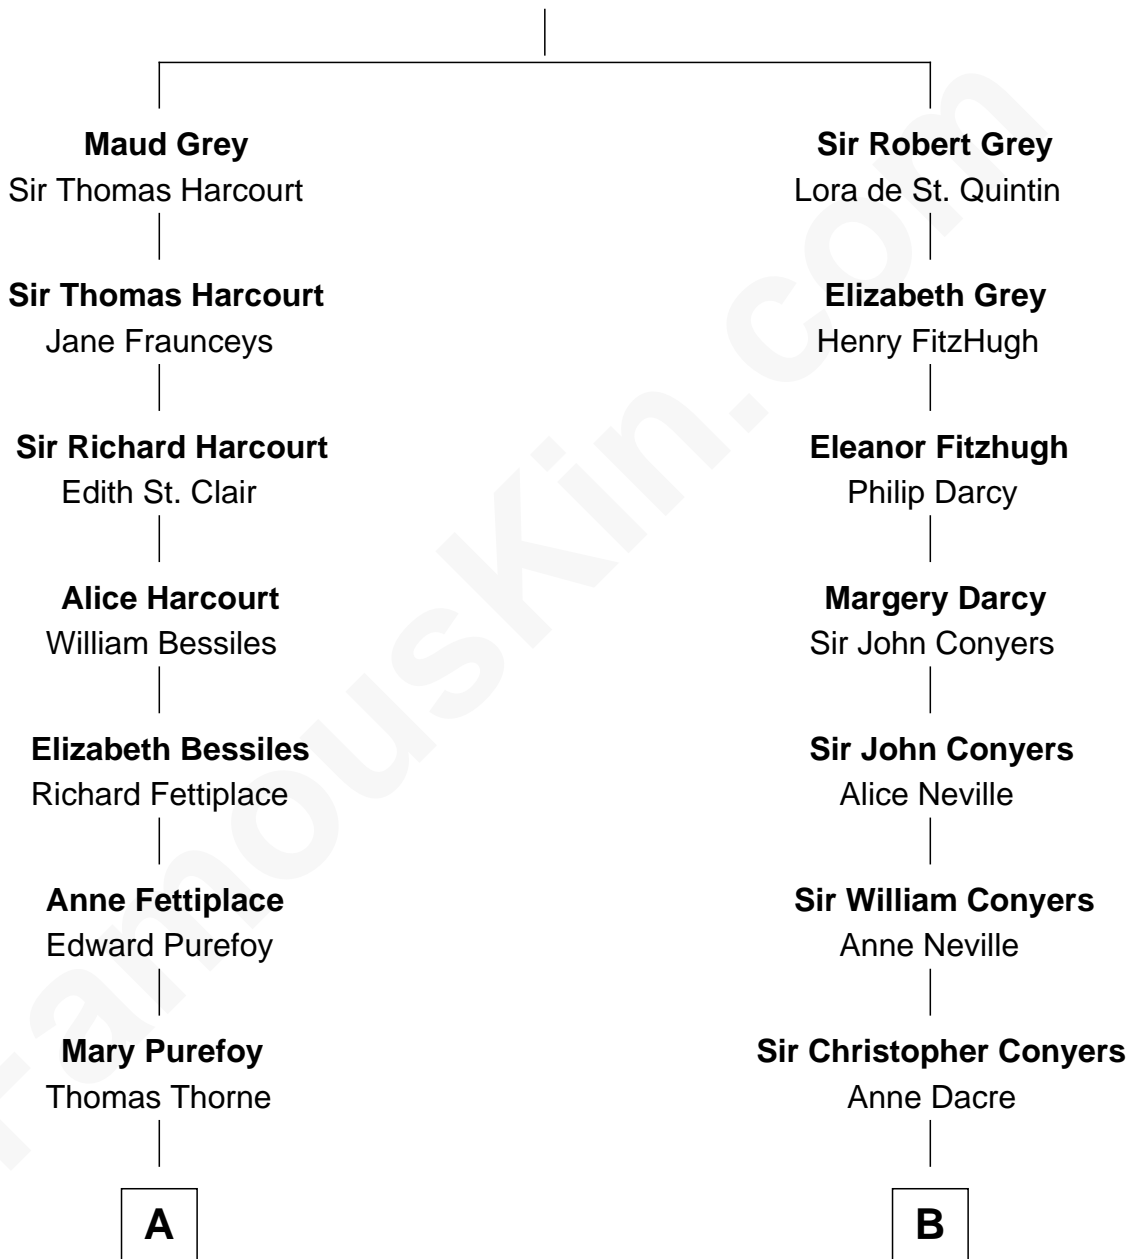 Maud Grey
Sir Thomas Harcourt
Sir Thomas Harcourt
Jane Fraunceys
Sir Richard Harcourt
Edith St. Clair
Alice Harcourt
William Bessiles
Elizabeth Bessiles
Richard Fettiplace
Anne Fettiplace
Edward Purefoy
Mary Purefoy
Thomas Thorne
A
Sir Robert Grey
Lora de St. Quintin
Elizabeth Grey
Henry FitzHugh
Eleanor Fitzhugh
Philip Darcy
Margery Darcy
Sir John Conyers
Sir John Conyers
Alice Neville
Sir William Conyers
Anne Neville
Sir Christopher Conyers
Anne Dacre
B
FamousKin.com